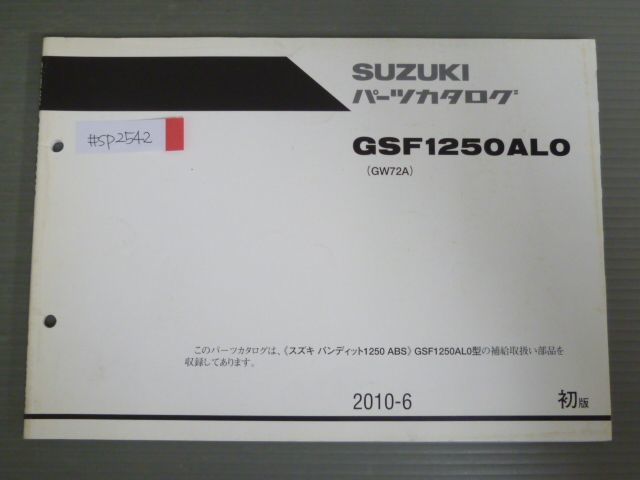 SUZUKI
パーツカタログ
#SP2542
GSF1250AL0
(GW72A)
このパーツカタログは、《スズキ バンディット1250 ABS》GSF1250AL0型の補給取扱い部品を
収録してあります。
2010-6
初版